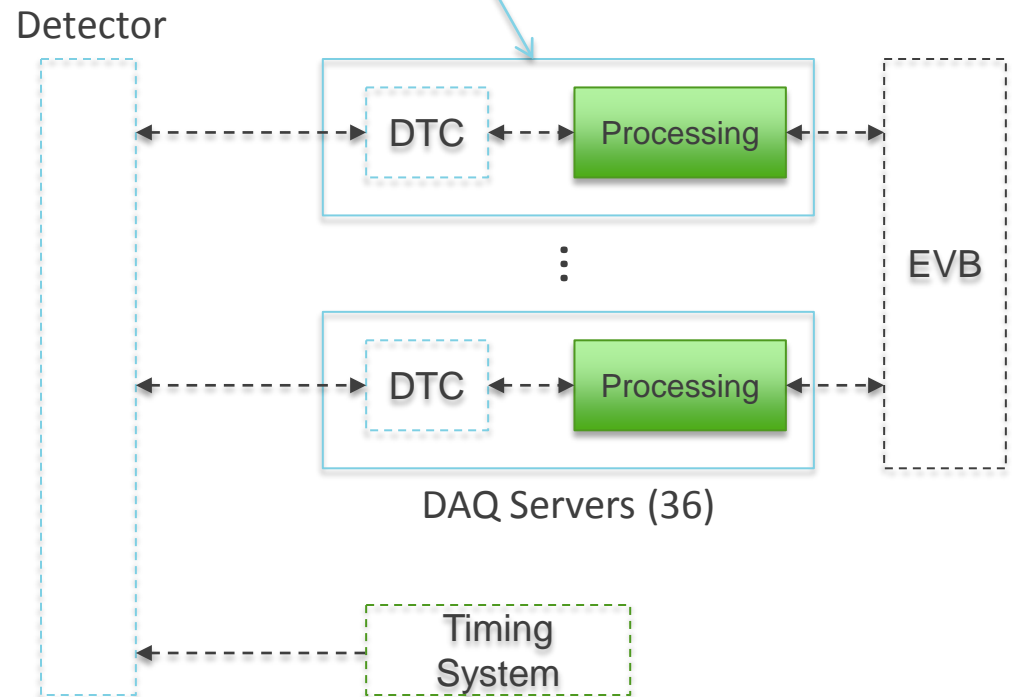 Detector
DTC
Processing
⋮
EVB
DTC
Processing
DAQ Servers (36)
Timing
System